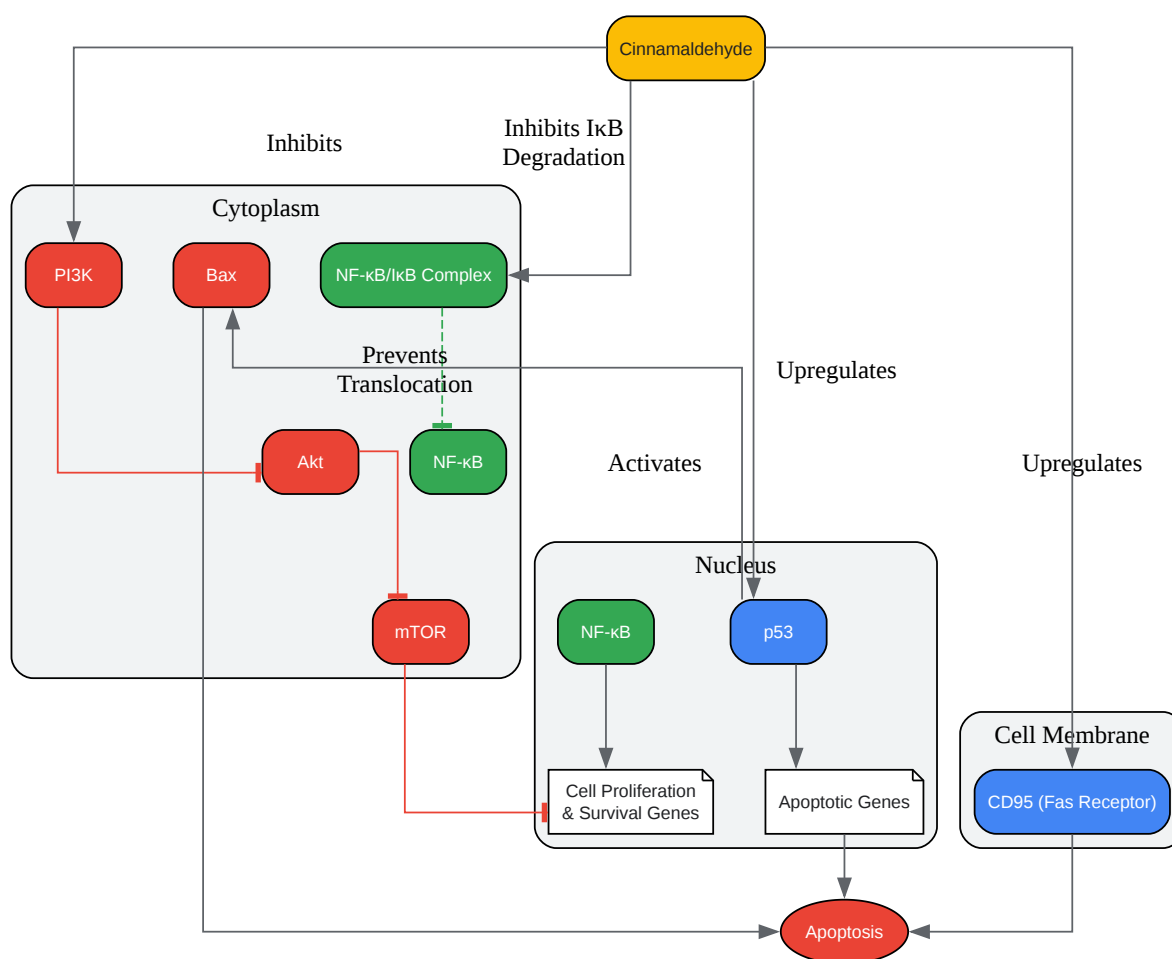 Cinnamaldehyde
Inhibits
Inhibits IκB
Degradation
Cytoplasm
PI3K
Bax
NF-κB/IκB Complex
Prevents
Translocation
Upregulates
Akt
NF-κB
Activates
Upregulates
Nucleus
mTOR
NF-κB
p53
Cell Membrane
Cell Proliferation
& Survival Genes
Apoptotic Genes
CD95 (Fas Receptor)
Apoptosis